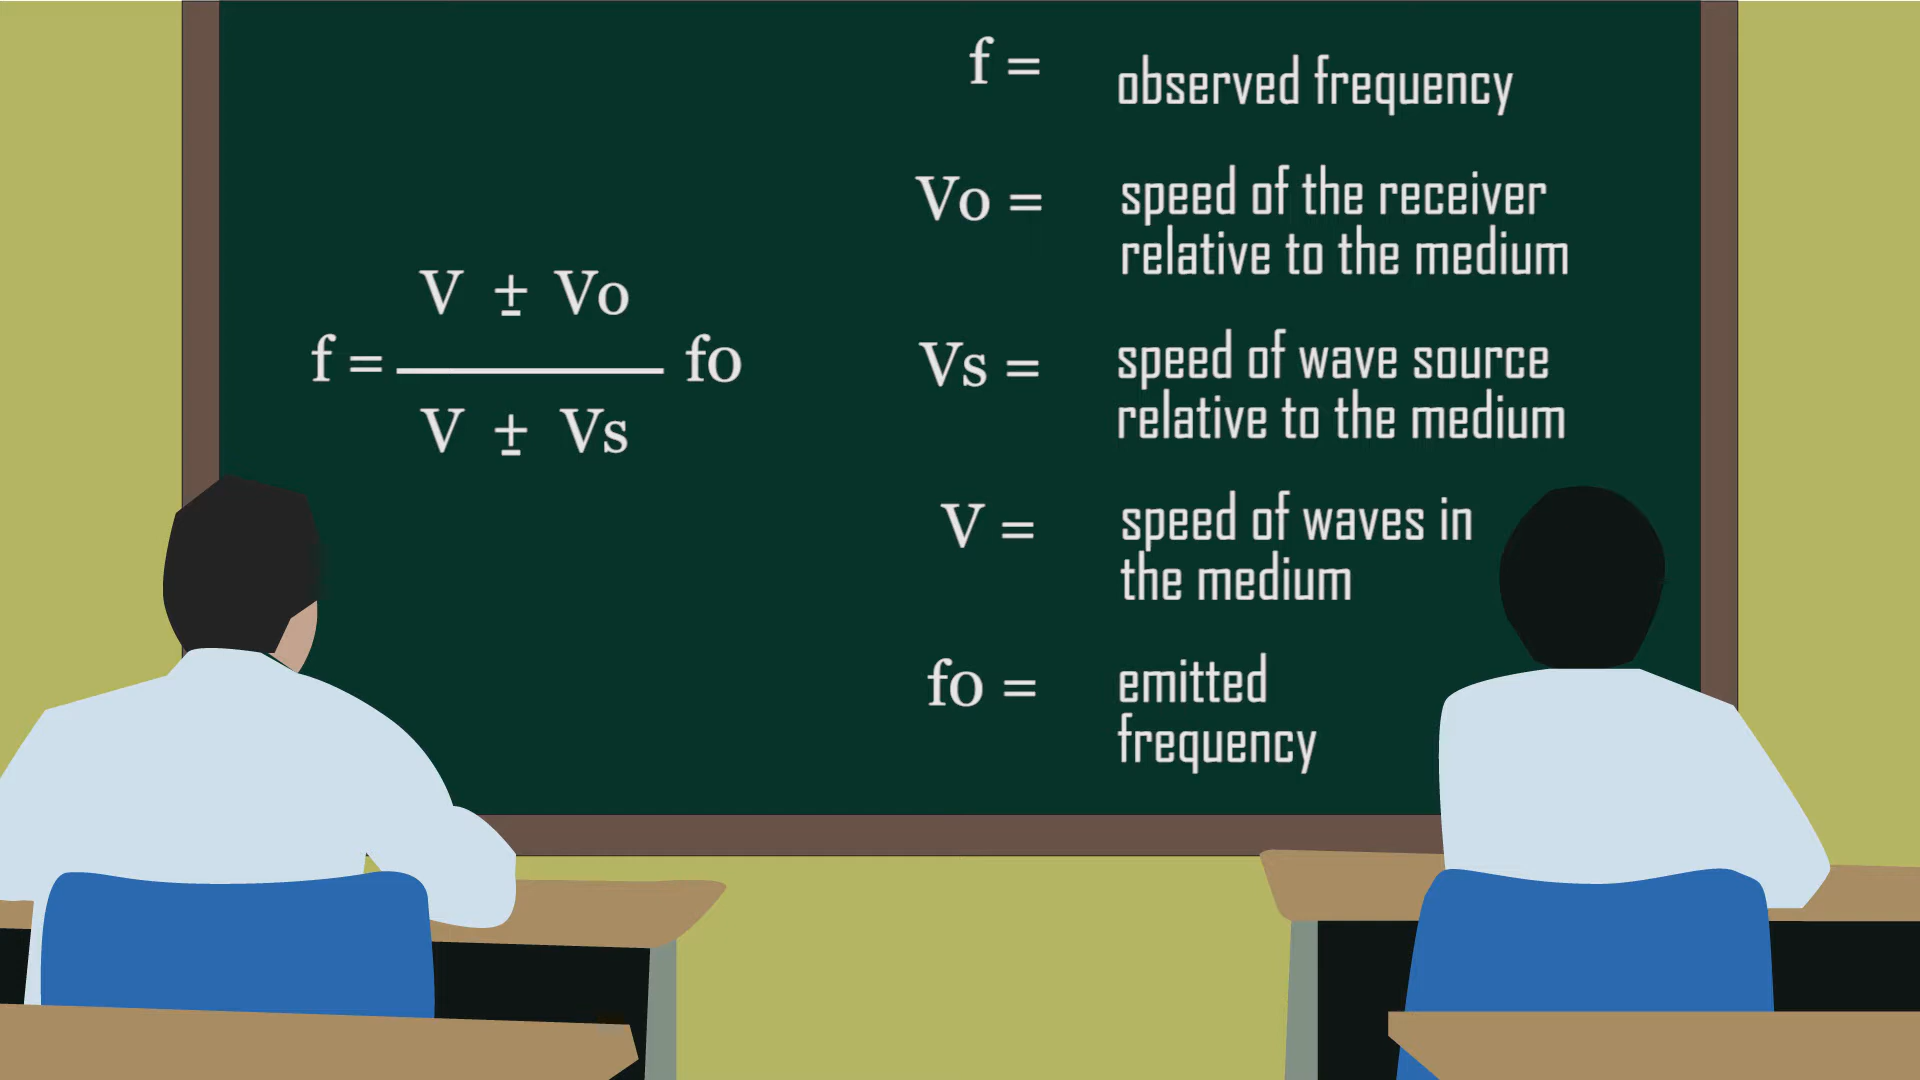 V ± Vo
f = fo
V ± Vs
f = observed frequency
Vo = speed of the receiver
relative to the medium
Vs = speed of wave source
relative to the medium
V = speed of waves in
the medium
fo = emitted
frequency